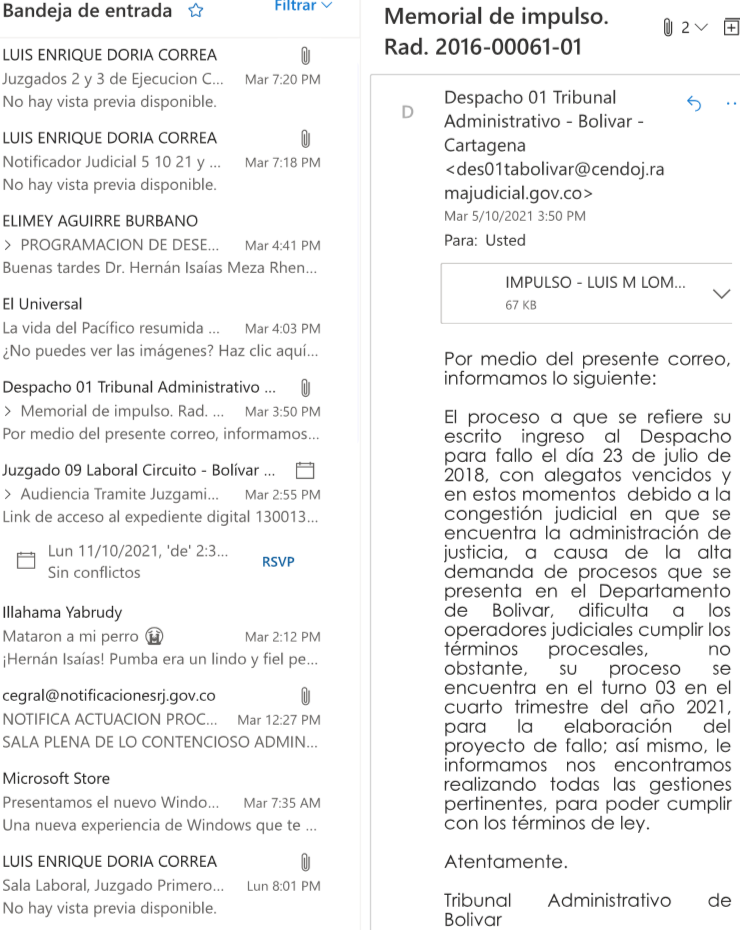 Bandeja de entrada
Filtrar
LUIS ENRIQUE DORIA CORREA
Juzgados 2 y 3 de Ejecucion C... Mar 7:20 PM
No hay vista previa disponible.
LUIS ENRIQUE DORIA CORREA
Notificador Judicial 5 10 21 y ... Mar 7:18 PM
No hay vista previa disponible.
ELIMEY AGUIRRE BURBANO
> PROGRAMACION DE DESE... Mar 4:41 PM
Buenas tardes Dr. Hernán Isaías Meza Rhen...
El Universal
La vida del Pacífico resumida ... Mar 4:03 PM
¿No puedes ver las imágenes? Haz clic aquí...
Despacho 01 Tribunal Administrativo ...
> Memorial de impulso. Rad. ... Mar 3:50 PM
Por medio del presente correo, informamos...
Juzgado 09 Laboral Circuito - Bolívar ...
> Audiencia Tramite Juzgami... Mar 2:55 PM
Link de acceso al expediente digital 130013...
Lun 11/10/2021, 'de' 2:3...
Sin conflictos
RSVP
Illahama Yabrudy
Mataron a mi perro 😭 Mar 2:12 PM
¡Hernán Isaías! Pumba era un lindo y fiel pe...
cegral@notificacionesrj.gov.co
NOTIFICA ACTUACION PROC... Mar 12:27 PM
SALA PLENA DE LO CONTENCIOSO ADMIN...
Microsoft Store
Presentamos el nuevo Windo... Mar 7:35 AM
Una nueva experiencia de Windows que te ...
LUIS ENRIQUE DORIA CORREA
Sala Laboral, Juzgado Primero... Lun 8:01 PM
No hay vista previa disponible.
Memorial de impulso.
Rad. 2016-00061-01
2
D
Despacho 01 Tribunal
Administrativo - Bolivar -
Cartagena
<des01tabolivar@cendoj.ra
majudicial.gov.co>
Mar 5/10/2021 3:50 PM
Para: Usted
IMPULSO - LUIS M LOM...
67 KB
Por medio del presente correo,
informamos lo siguiente:
El proceso a que se refiere su
escrito ingreso al Despacho
para fallo el día 23 de julio de
2018, con alegatos vencidos y
en estos momentos debido a la
congestión judicial en que se
encuentra la administración de
justicia, a causa de la alta
demanda de procesos que se
presenta en el Departamento
de Bolivar, dificulta a los
operadores judiciales cumplir los
términos procesales, no
obstante, su proceso se
encuentra en el turno 03 en el
cuarto trimestre del año 2021,
para la elaboración del
proyecto de fallo; así mismo, le
informamos nos encontramos
realizando todas las gestiones
pertinentes, para poder cumplir
con los términos de ley.
Atentamente.
Tribunal Administrativo de
Bolivar